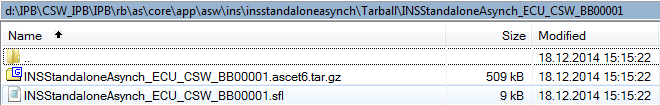 d:\IPB\CSW_IPB\IPB\rb\as\core\app\asw\ins\insstandaloneasynch\Tarball\INSStandaloneAsynch_ECU_CSW_BB00001
Name Size Modified
.. 18.12.2014 15:15:22
INSStandaloneAsynch_ECU_CSW_BB00001.ascet6.tar.gz 509 kB 18.12.2014 15:15:22
INSStandaloneAsynch_ECU_CSW_BB00001.sfl 9 kB 18.12.2014 15:15:22